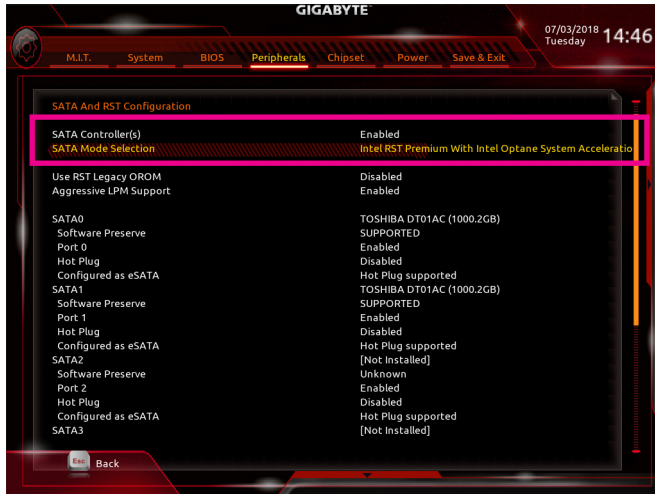 GIGABYTE
07/03/2018 Tuesday 14:46
M.I.T. System BIOS Peripherals Chipset Power Save & Exit
SATA And RST Configuration
SATA Controller(s) Enabled
SATA Mode Selection Intel RST Premium With Intel Optane System Acceleratio
Use RST Legacy OROM Disabled
Aggressive LPM Support Enabled
SATA0 TOSHIBA DT01AC (1000.2GB)
Software Preserve SUPPORTED
Port 0 Enabled
Hot Plug Disabled
Configured as eSATA Hot Plug supported
SATA1 TOSHIBA DT01AC (1000.2GB)
Software Preserve SUPPORTED
Port 1 Enabled
Hot Plug Disabled
Configured as eSATA Hot Plug supported
SATA2 [Not Installed]
Software Preserve Unknown
Port 2 Enabled
Hot Plug Disabled
Configured as eSATA Hot Plug supported
SATA3 [Not Installed]
Esc Back